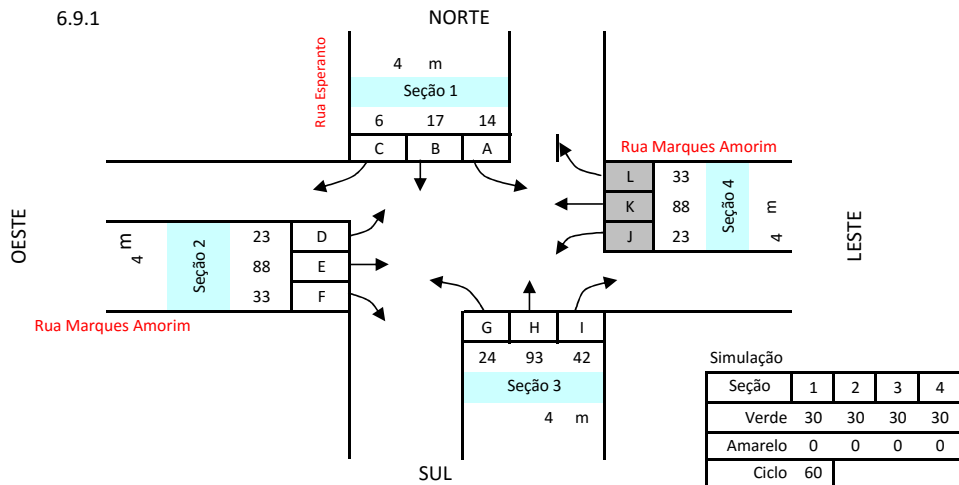 6.9.1
NORTE
Rua Esperanto
4 m
Seção 1
6 17 14
C B A
Rua Marques Amorim
L 33
K 88
J 23
Seção 4
4 m
LESTE
OESTE
4 m
Seção 2
23 D
88 E
33 F
Rua Marques Amorim
G H I
24 93 42
Seção 3
4 m
SUL
Simulação
Seção 1 2 3 4
Verde 30 30 30 30
Amarelo 0 0 0 0
Ciclo 60